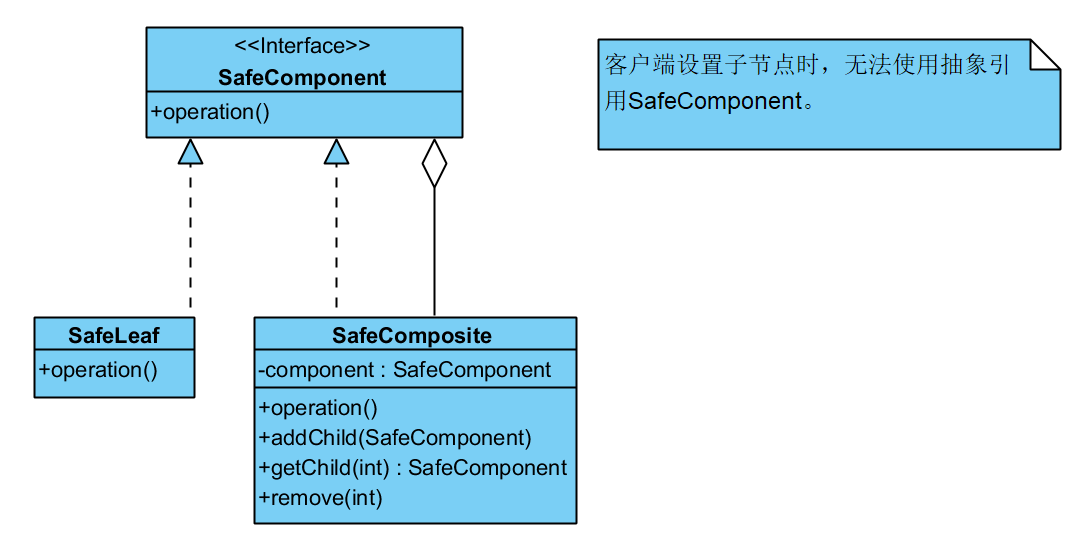 <<Interface>>
SafeComponent
+operation()
客户端设置子节点时，无法使用抽象引
用SafeComponent。
SafeLeaf
+operation()
SafeComposite
-component : SafeComponent
+operation()
+addChild(SafeComponent)
+getChild(int) : SafeComponent
+remove(int)